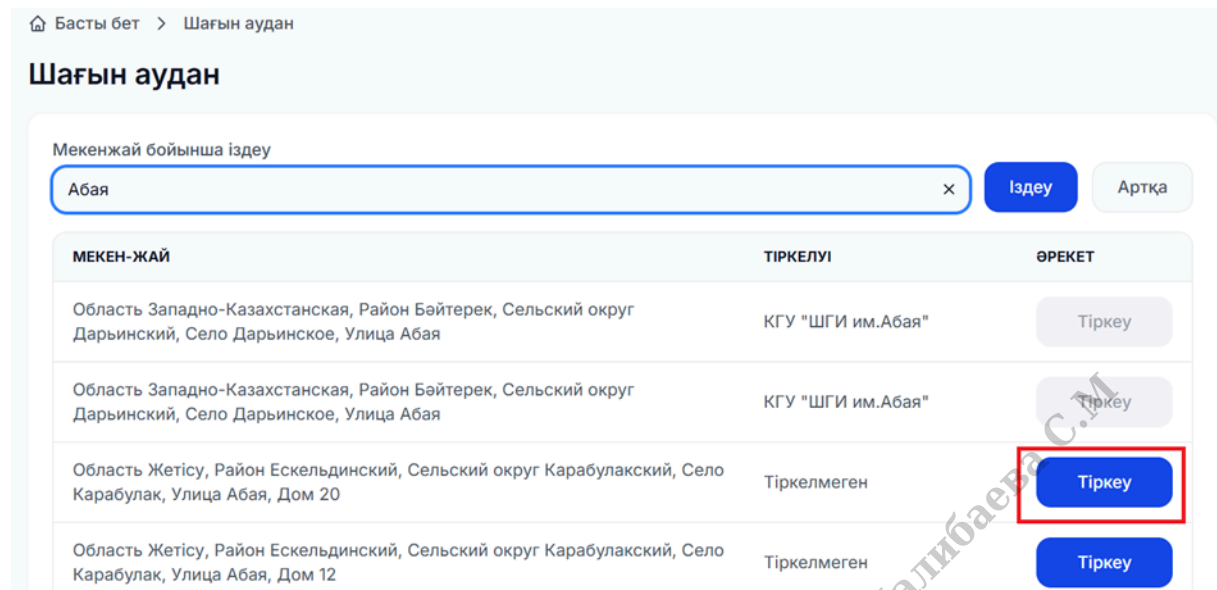 Басты бет > Шағын аудан
Шағын аудан
Мекенжай бойынша іздеу
Абая × Іздеу Артқа
МЕКЕН-ЖАЙ ТІРКЕЛУІ ӘРЕКЕТ
Область Западно-Казахстанская, Район Бәйтерек, Сельский округ
Дарьинский, Село Дарьинское, Улица Абая
КГУ "ШГИ им.Абая" Тіркеу
Область Западно-Казахстанская, Район Бәйтерек, Сельский округ
Дарьинский, Село Дарьинское, Улица Абая
КГУ "ШГИ им.Абая" Тіркеу
Область Жетісу, Район Ескельдинский, Сельский округ Карабулакский, Село
Карабулак, Улица Абая, Дом 20
Тіркелмеген Тіркеу
Область Жетісу, Район Ескельдинский, Сельский округ Карабулакский, Село
Карабулак, Улица Абая, Дом 12
Тіркелмеген Тіркеу
С.М